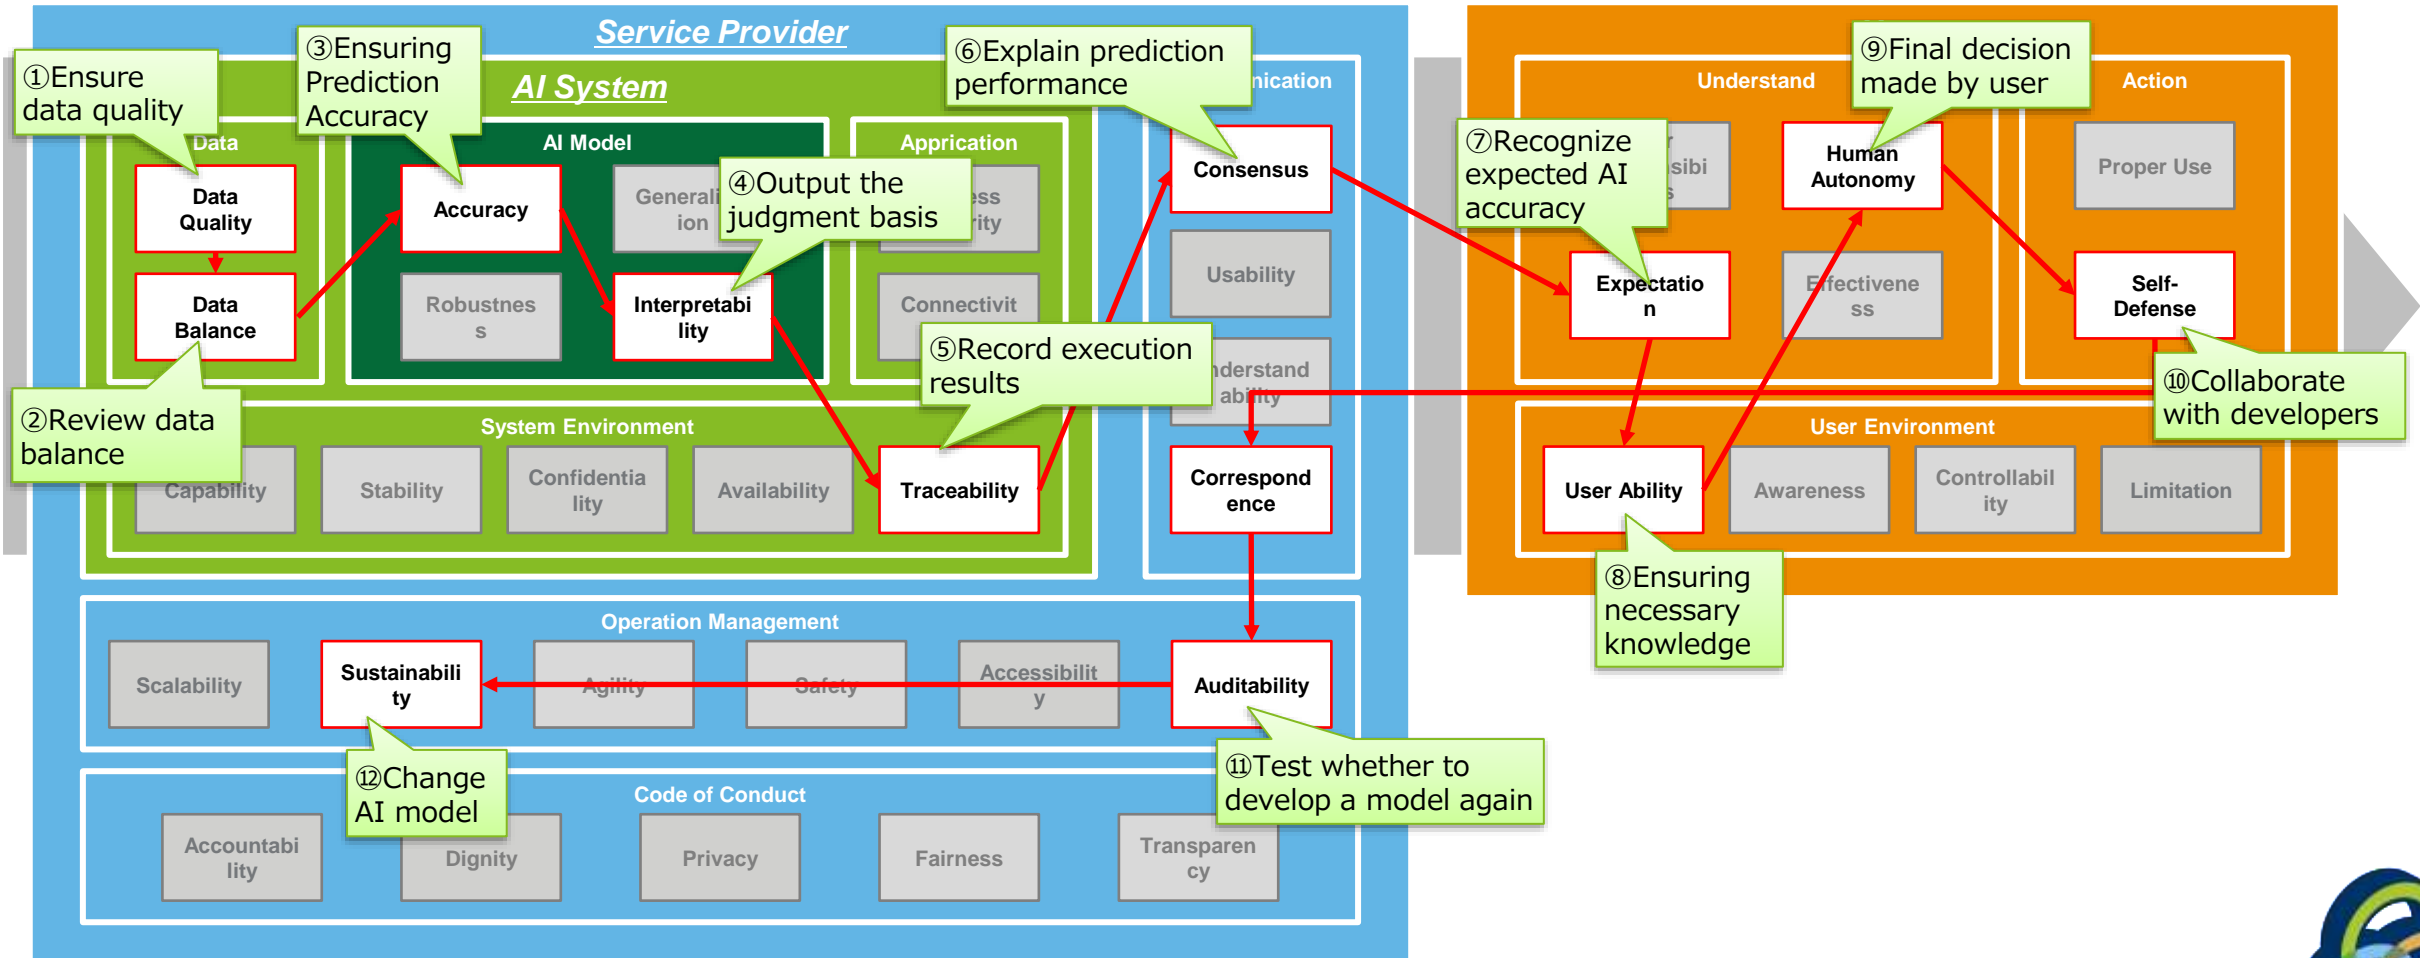 Service Provider
AI System
①Ensure
data quality
③Ensuring
Prediction
Accuracy
⑥Explain prediction
performance
⑨Final decision
made by user
Data
Data
Quality
Data
Balance
②Review data
balance
AI Model
Accuracy
④Output the
judgment basis
Robustnes
s
Interpretabi
lity
Apprication
Connectivit
⑤Record execution
results
System Environment
Capability
Stability
Confidentia
lity
Availability
Traceability
Consensus
Usability
ability
Correspond
ence
Operation Management
Scalability
Sustainabili
ty
Agility
Safety
Accessibilit
y
Auditability
⑫Change
AI model
⑪Test whether to
develop a model again
Code of Conduct
Accountabi
lity
Dignity
Privacy
Fairness
Transparen
cy
Understand
⑦Recognize
expected AI
accuracy
Human
Autonomy
Expectatio
n
Effectivene
ss
Action
Proper Use
Self-
Defense
⑩Collaborate
with developers
User Environment
User Ability
Awareness
Controllabil
ity
Limitation
⑧Ensuring
necessary
knowledge